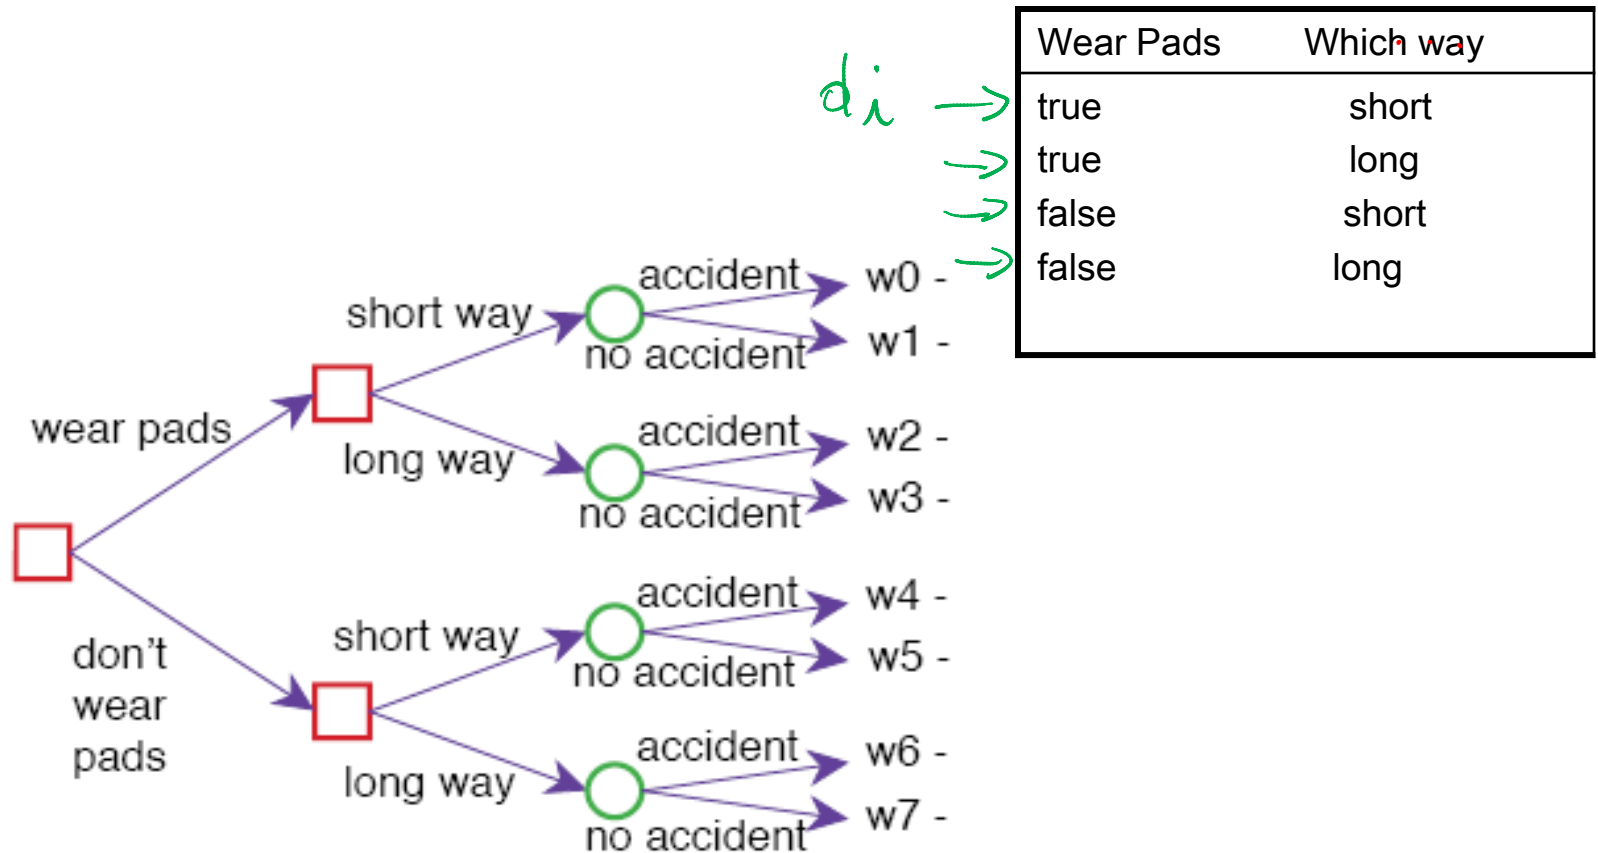 Wear Pads Which way
di
true short
true long
false short
false long
accident w0 -
short way
no accident w1 -
wear pads
accident w2 -
long way
no accident w3 -
accident w4 -
short way
no accident w5 -
don't
wear
pads
accident w6 -
long way
no accident w7 -